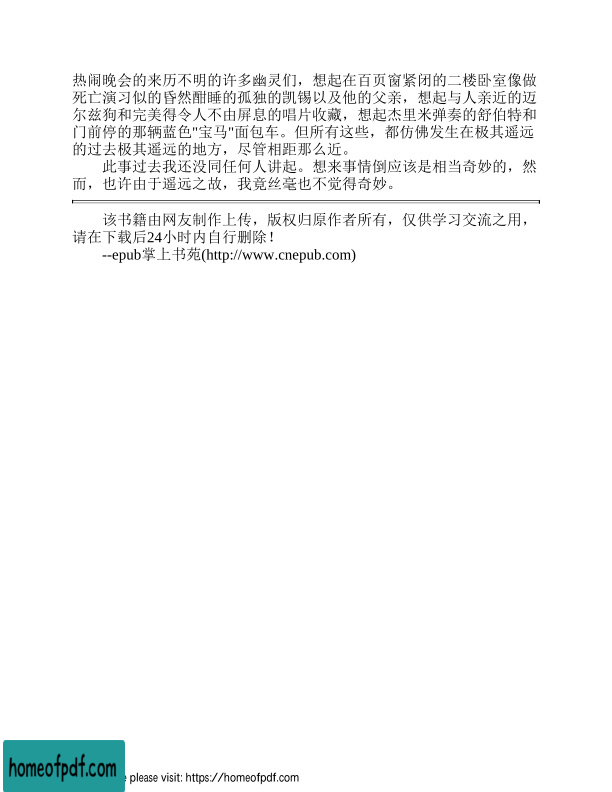 热闹晚会的来历不明的许多幽灵们，想起在百页窗紧闭的二楼卧室像做
死亡演习似的昏然酣睡的孤独的凯锡以及他的父亲，想起与人亲近的迈
尔兹狗和完美得令人不由屏息的唱片收藏，想起杰里米弹奏的舒伯特和
门前停的那辆蓝色"宝马"面包车。但所有这些，都仿佛发生在极其遥远
的过去极其遥远的地方，尽管相距那么近。
此事过去我还没同任何人讲起。想来事情倒应该是相当奇妙的，然
而，也许由于遥远之故，我竟丝毫也不觉得奇妙。
该书籍由网友制作上传，版权归原作者所有，仅供学习交流之用，
请在下载后24小时内自行删除！
--epub掌上书苑(http://www.cnepub.com)
homeofpdf.com
please visit: https://homeofpdf.com